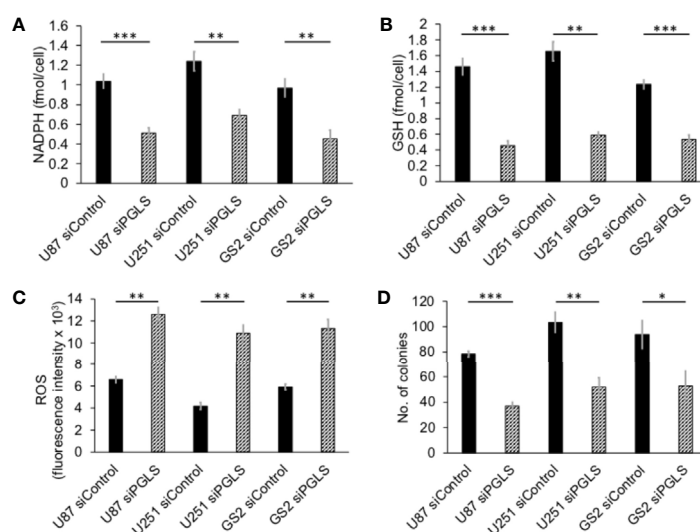 A
NADPH (fmol/cell)
1.6
1.4
1.2
1
0.8
0.6
0.4
0.2
0
***
**
**
U87 siControl
U87 siPGLS
U251 siControl
U251 siPGLS
GS2 siControl
GS2 siPGLS
B
GSH (fmol/cell)
2
1.8
1.6
1.4
1.2
1
0.8
0.6
0.4
0.2
0
***
**
***
U87 siControl
U87 siPGLS
U251 siControl
U251 siPGLS
GS2 siControl
GS2 siPGLS
C
ROS
(fluorescence intensity x 10³)
14
12
10
8
6
4
2
0
**
**
**
U87 siControl
U87 siPGLS
U251 siControl
U251 siPGLS
GS2 siControl
GS2 siPGLS
D
No. of colonies
120
100
80
60
40
20
0
***
**
*
U87 siControl
U87 siPGLS
U251 siControl
U251 siPGLS
GS2 siControl
GS2 siPGLS